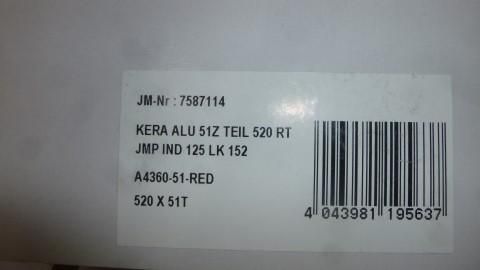 JM-Nr : 7587114
KERA ALU 51Z TEIL 520 RT
JMP IND 125 LK 152
A4360-51-RED
520 X 51T
4 043981 195637